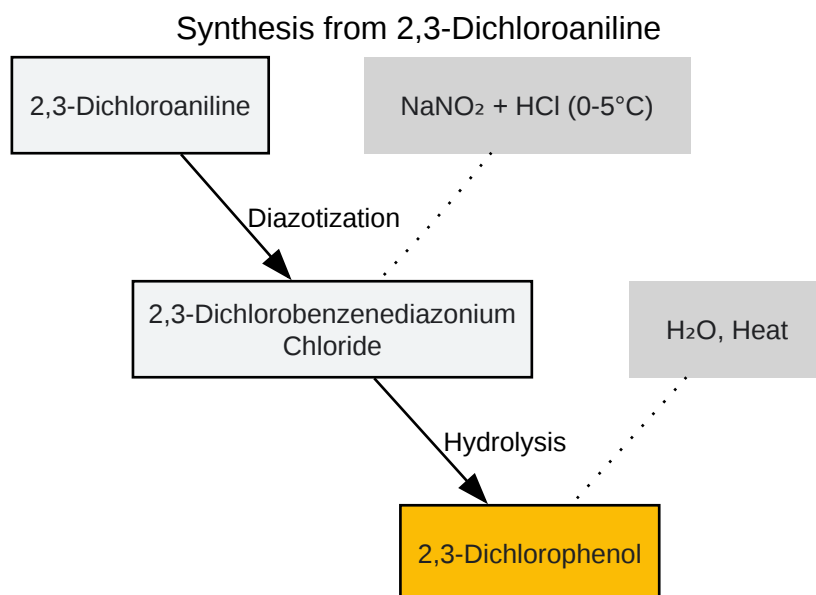 Synthesis from 2,3-Dichloroaniline
2,3-Dichloroaniline
NaNO₂ + HCl (0-5°C)
Diazotization
2,3-Dichlorobenzenediazonium
Chloride
H₂O, Heat
Hydrolysis
2,3-Dichlorophenol